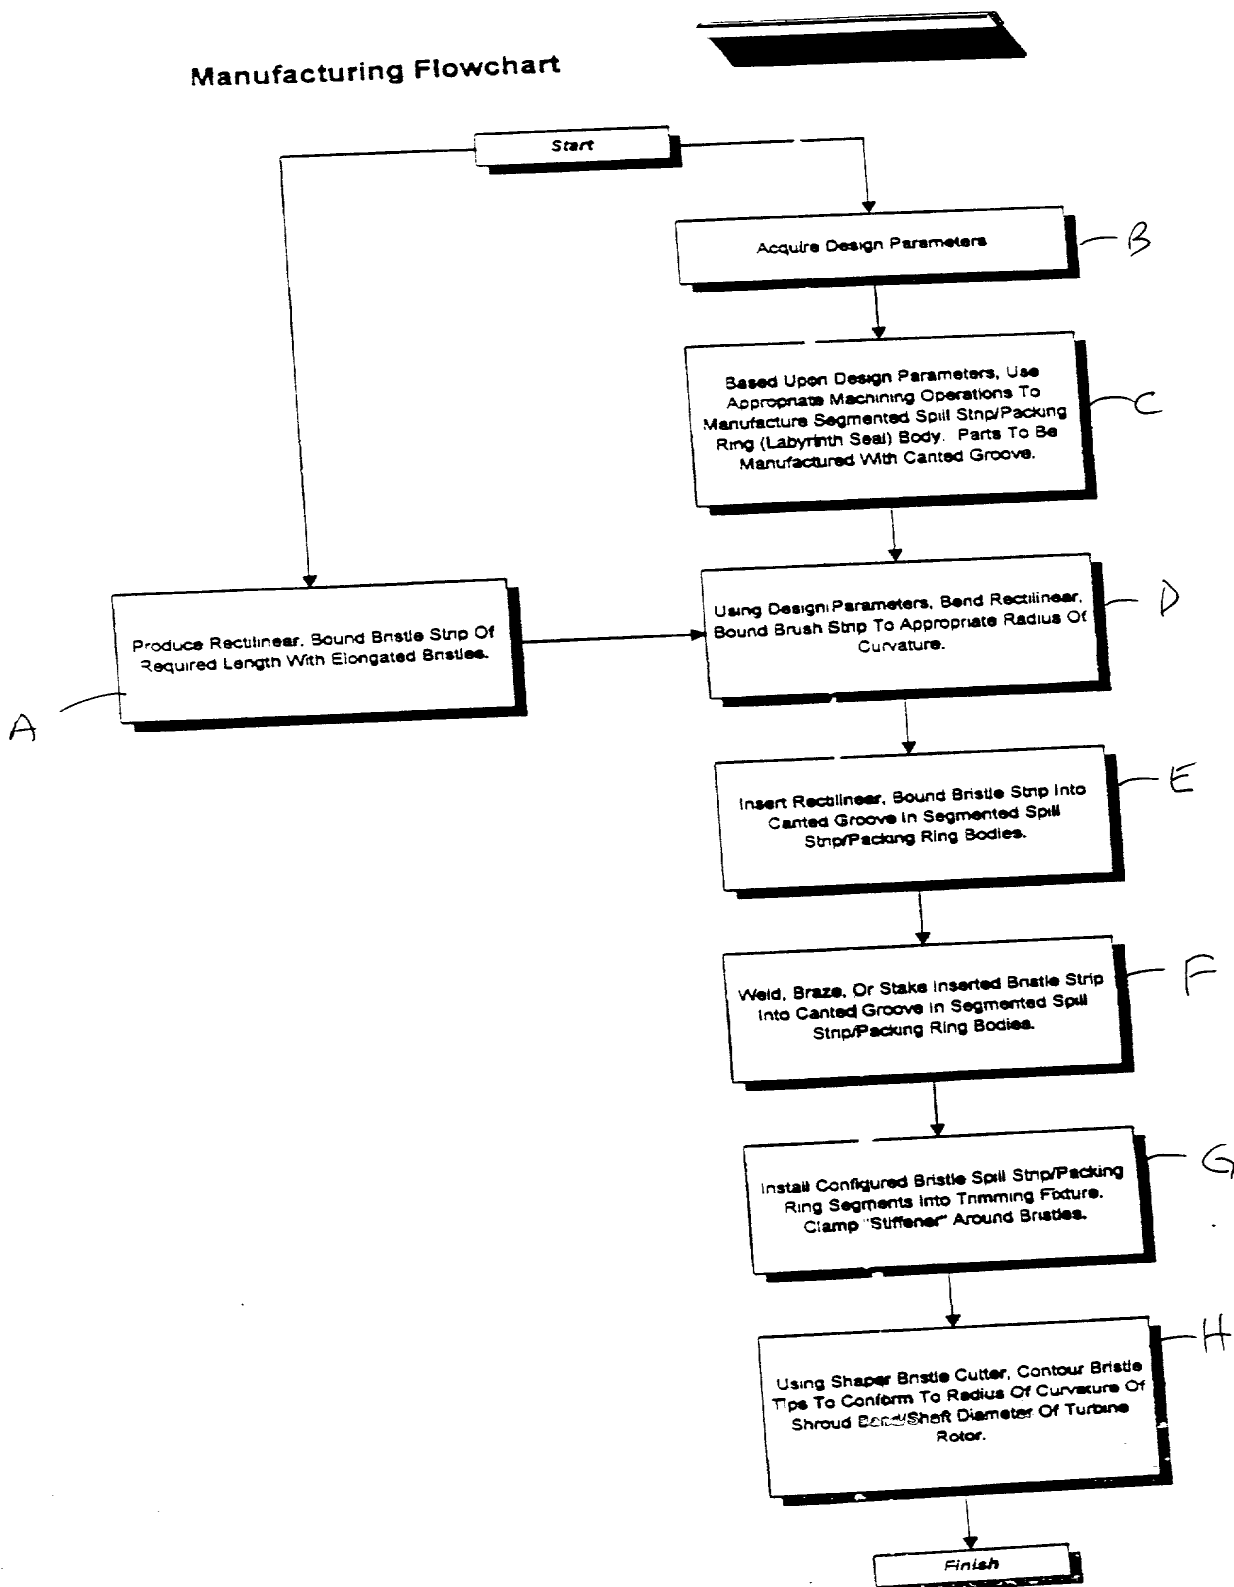 Manufacturing Flowchart
Start
Acquire Design Parameters
B
Based Upon Design Parameters, Use
Appropriate Machining Operations To
Manufacture Segmented Spill Strip/Packing
Ring (Labyrinth Seal) Body. Parts To Be
Manufactured With Canted Groove.
C
Produce Rectilinear, Bound Bristle Strip Of
Required Length With Elongated Bristles.
A
Using Design Parameters, Bend Rectilinear,
Bound Brush Strip To Appropriate Radius Of
Curvature.
D
Insert Rectilinear, Bound Bristle Strip Into
Canted Groove In Segmented Spill
Strip/Packing Ring Bodies.
E
Weld, Braze, Or Stake Inserted Bristle Strip
Into Canted Groove In Segmented Spill
Strip/Packing Ring Bodies.
F
Install Configured Bristle Spill Strip/Packing
Ring Segments Into Trimming Fixture.
Clamp "Stiffener" Around Bristles.
G
Using Shaper Bristle Cutter, Contour Bristle
Tips To Conform To Radius Of Curvature Of
Shroud Band/Shaft Diameter Of Turbine
Rotor.
H
Finish